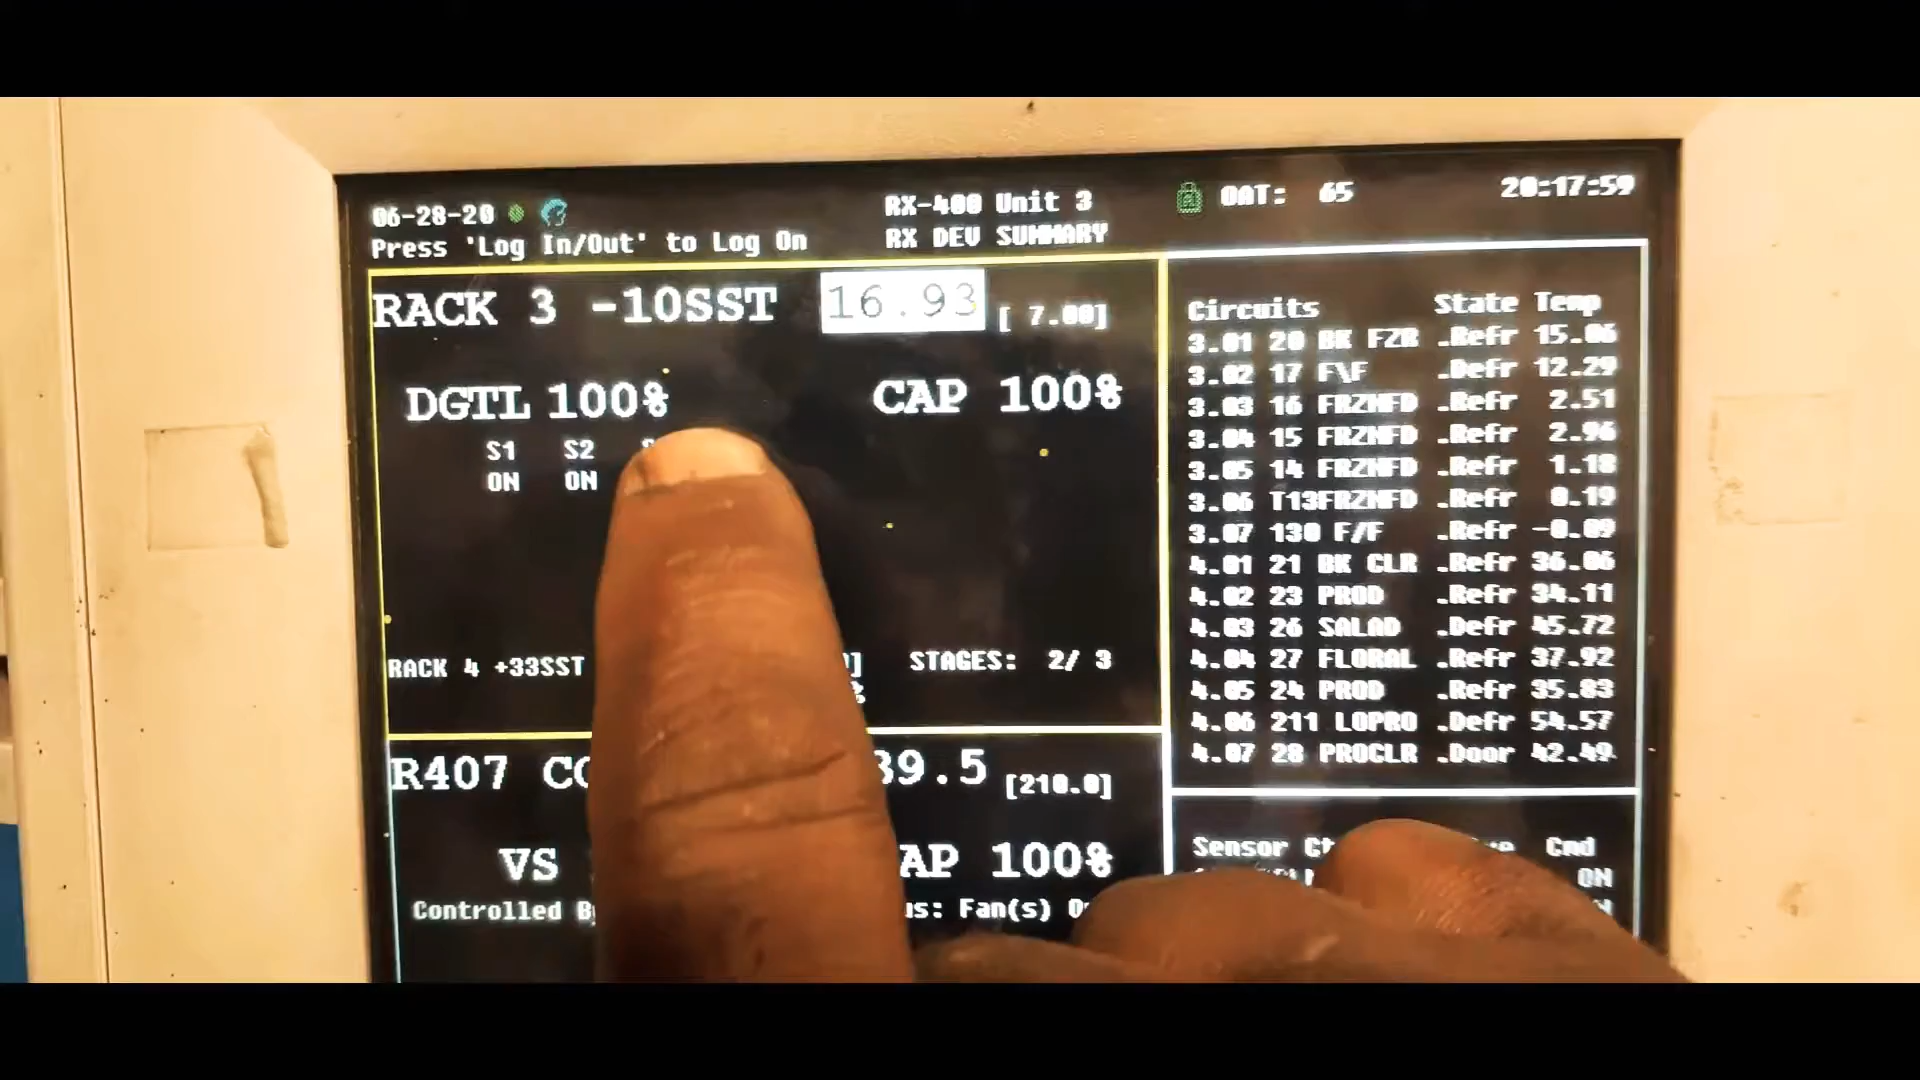 06-28-20 RX-400 Unit 3 OAT: 65 20:17:59
Press 'Log In/Out' to Log On RX DEV SUMMARY
RACK 3 -10SST 16.93 [ 7.00]
DGTL 100% CAP 100%
S1 S2
ON ON
RACK 4 +33SST STAGES: 2/ 3
R407 39.5 [210.0]
VS AP 100%
Controlled Fan(s)
Circuits State Temp
3.01 20 BK FZR .Refr 15.06
3.02 17 F\F .Defr 12.29
3.03 16 FRZNFD .Refr 2.51
3.04 15 FRZNFD .Refr 2.96
3.05 14 FRZNFD .Refr 1.18
3.06 T13FRZNFD .Refr 0.19
3.07 130 F/F .Refr -0.09
4.01 21 BK CLR .Refr 36.06
4.02 23 PROD .Refr 34.11
4.03 26 SALAD .Defr 45.72
4.04 27 FLORAL .Refr 37.92
4.05 24 PROD .Refr 35.83
4.06 211 LOPRO .Defr 54.57
4.07 28 PROCLR .Door 42.49
Sensor Cmd
ON